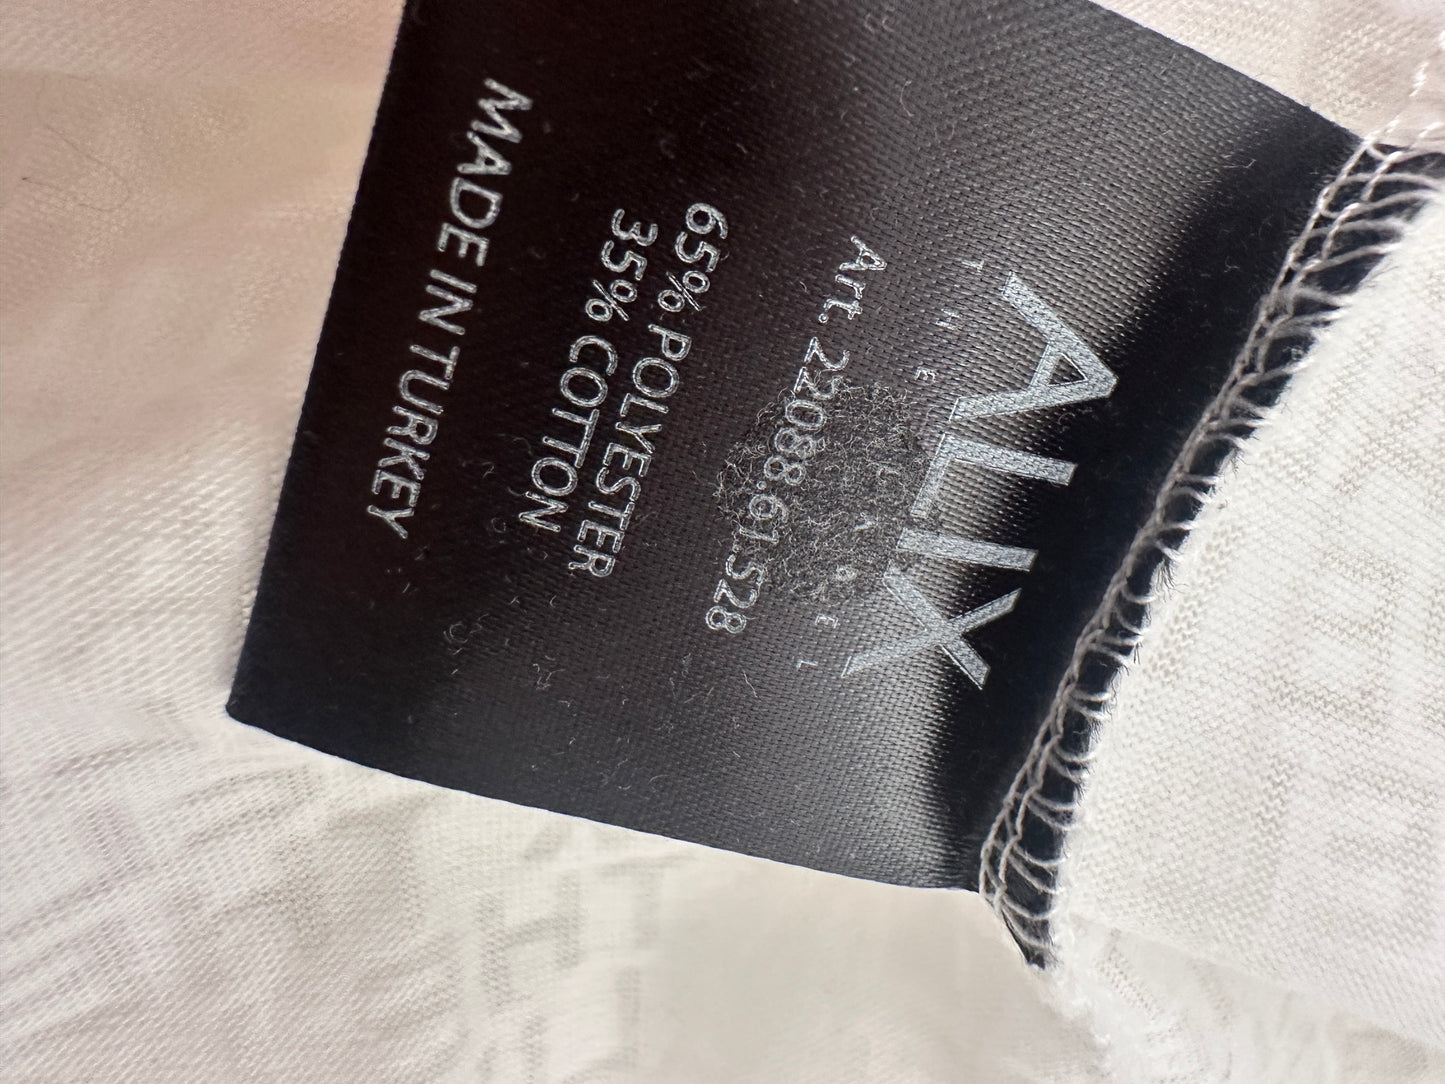 ALIX
THE LABEL
Art. 22088.61.528
65% POLYESTER
35% COTTON
MADE IN TURKEY